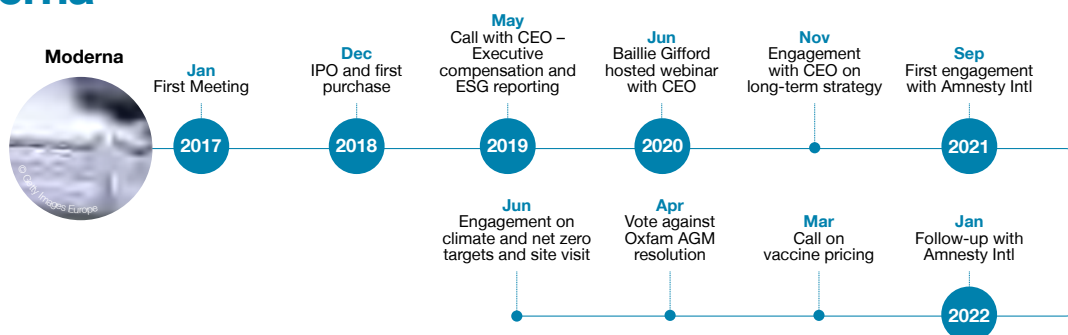 Moderna
Jan
First Meeting
2017
Dec
IPO and first
purchase
2018
May
Call with CEO –
Executive
compensation and
ESG reporting
2019
Jun
Baillie Gifford
hosted webinar
with CEO
2020
Nov
Engagement
with CEO on
long-term strategy
Sep
First engagement
with Amnesty Intl
2021
Jan
Follow-up with
Amnesty Intl
2022
Mar
Call on
vaccine pricing
Apr
Vote against
Oxfam AGM
resolution
Jun
Engagement on
climate and net zero
targets and site visit
© Getty Images Europe